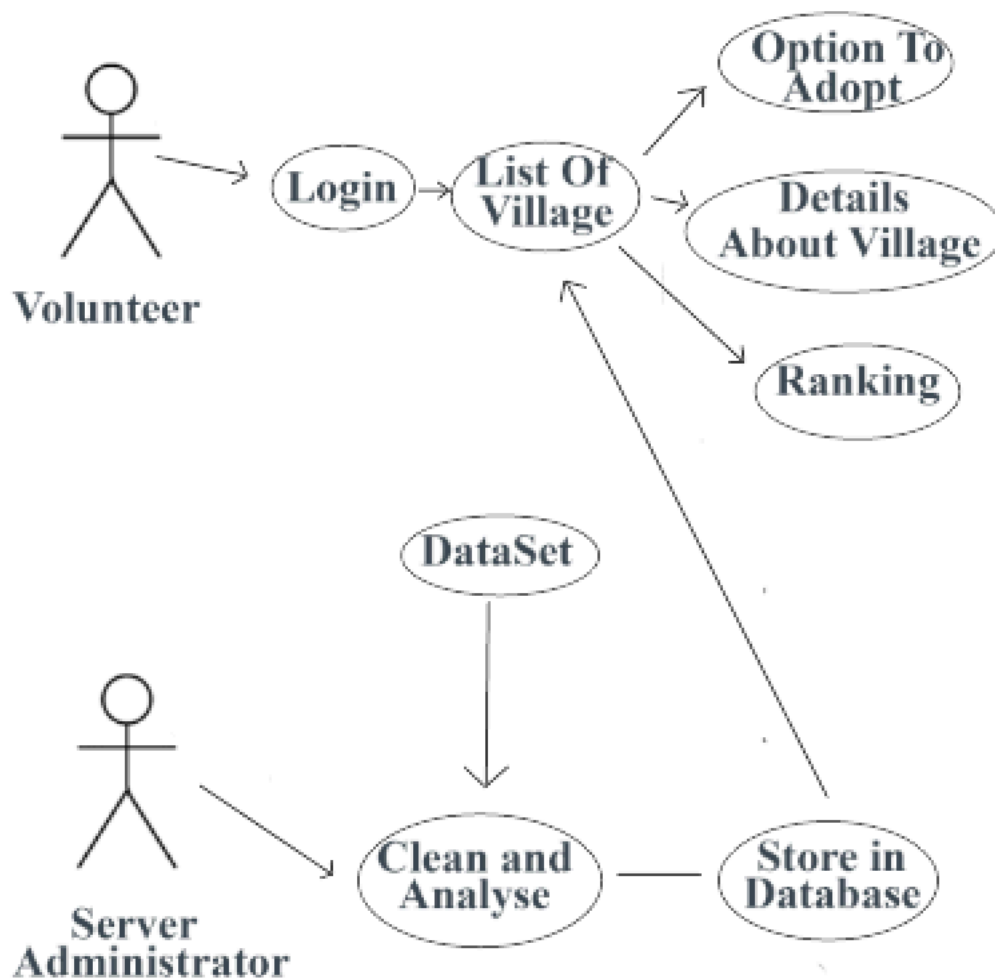 Option To
Adopt
Login
List Of
Village
Details
About Village
Volunteer
Ranking
DataSet
Clean and
Analyse
Store in
Database
Server
Administrator